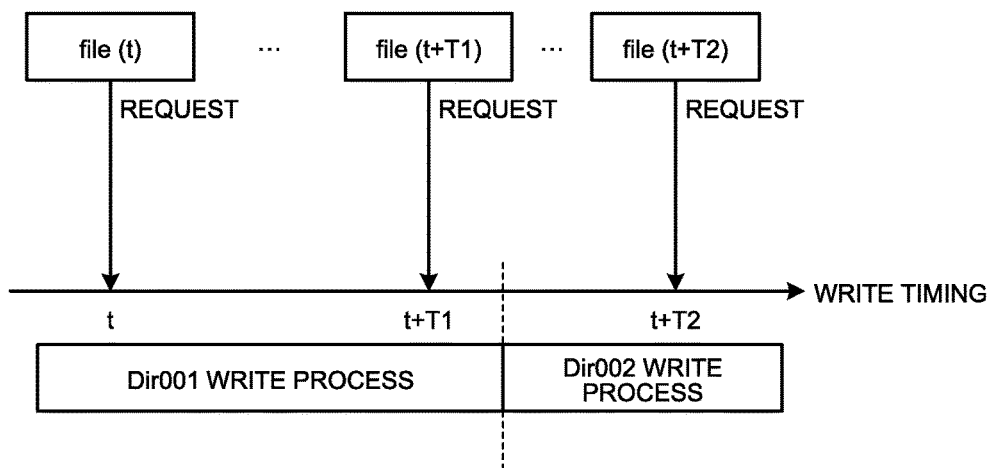 file (t) ... file (t+T1) ... file (t+T2)
REQUEST REQUEST REQUEST
WRITE TIMING
t t+T1 t+T2
Dir001 WRITE PROCESS
Dir002 WRITE
PROCESS